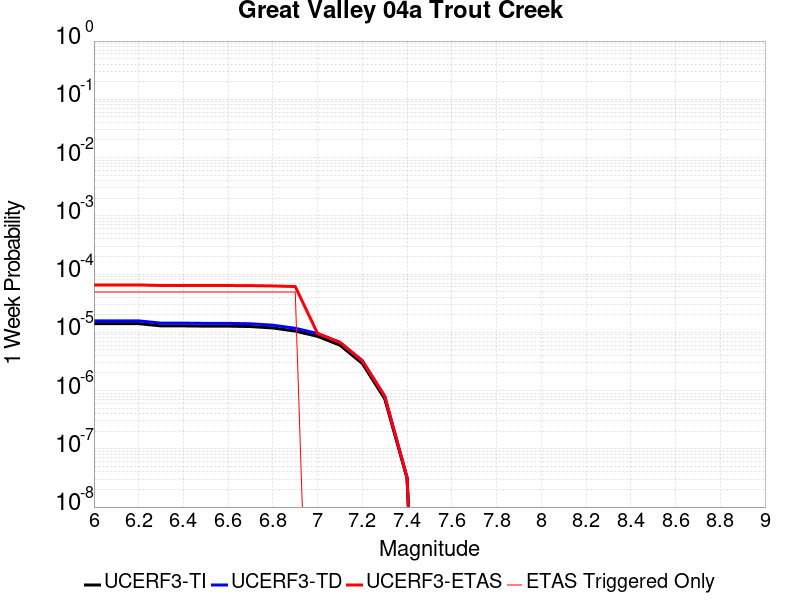 Great Valley 04a Trout Creek
10^0
10^-1
10^-2
10^-3
10^-4
10^-5
10^-6
10^-7
10^-8
1 Week Probability
6 6.2 6.4 6.6 6.8 7 7.2 7.4 7.6 7.8 8 8.2 8.4 8.6 8.8 9
Magnitude
UCERF3-TI UCERF3-TD UCERF3-ETAS ETAS Triggered Only